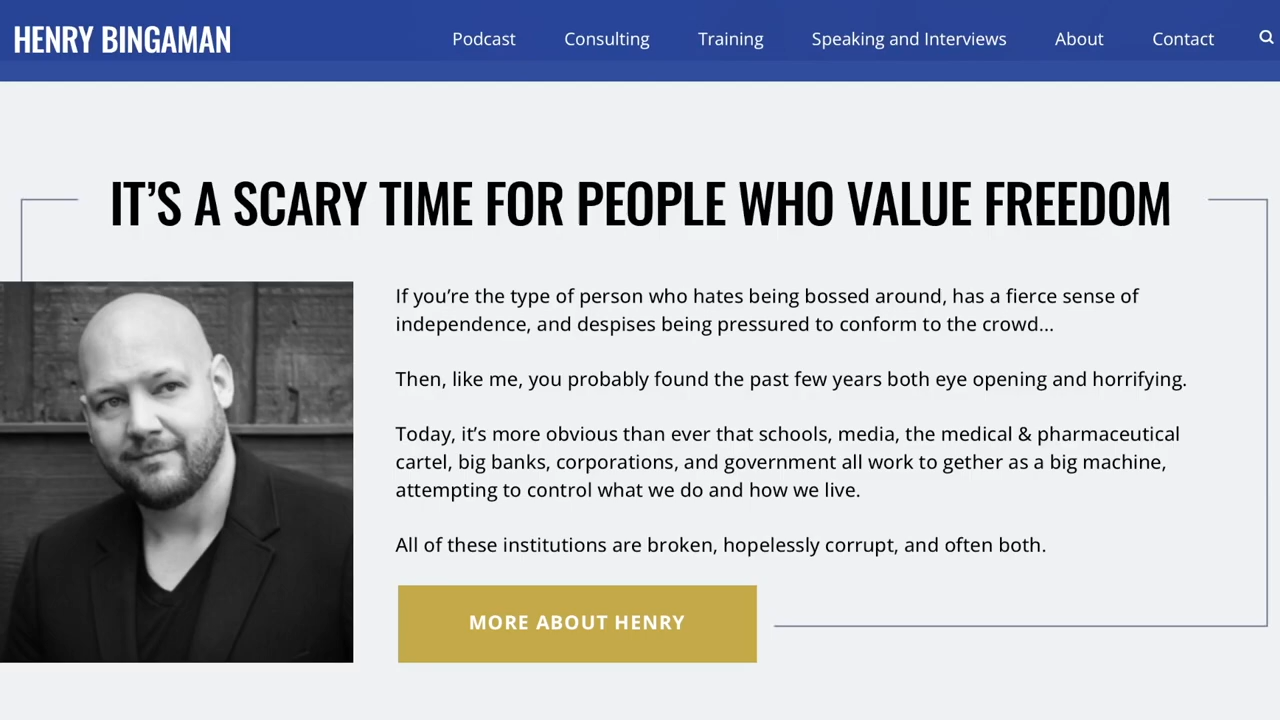 HENRY BINGAMAN
Podcast
Consulting
Training
Speaking and Interviews
About
Contact
IT’S A SCARY TIME FOR PEOPLE WHO VALUE FREEDOM
If you’re the type of person who hates being bossed around, has a fierce sense of
independence, and despises being pressured to conform to the crowd...
Then, like me, you probably found the past few years both eye opening and horrifying.
Today, it’s more obvious than ever that schools, media, the medical & pharmaceutical
cartel, big banks, corporations, and government all work to gether as a big machine,
attempting to control what we do and how we live.
All of these institutions are broken, hopelessly corrupt, and often both.
MORE ABOUT HENRY